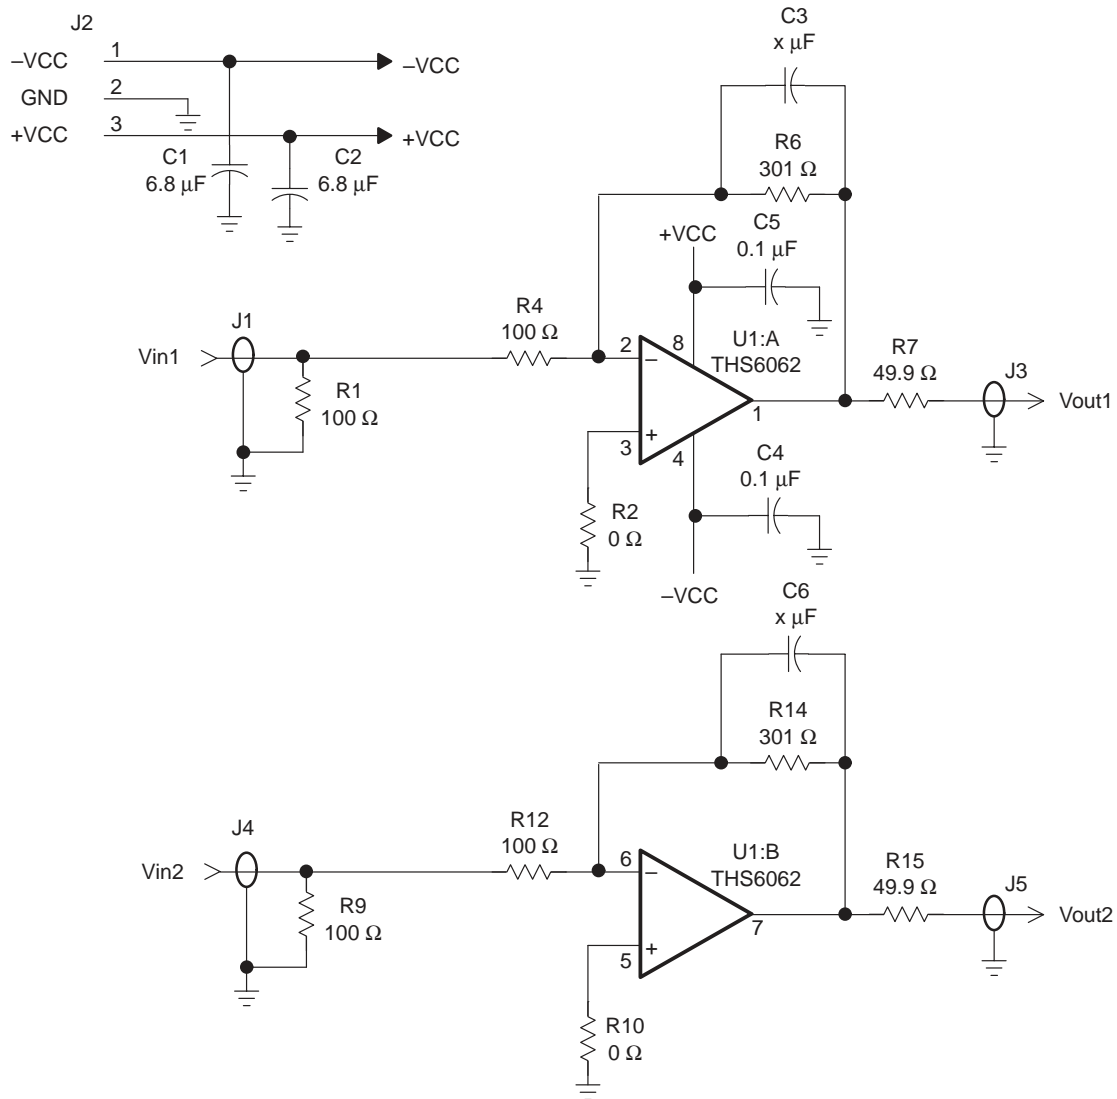 J2
–VCC 1 –VCC
GND 2
+VCC 3 +VCC
C1
6.8 μF
C2
6.8 μF
C3
x μF
R6
301 Ω
C5
0.1 μF
+VCC
R4
100 Ω
J1
Vin1
R1
100 Ω
2
–
8
U1:A
THS6062
R7
49.9 Ω
J3
Vout1
1
3
+
4
C4
0.1 μF
R2
0 Ω
–VCC
C6
x μF
R14
301 Ω
R12
100 Ω
J4
Vin2
R9
100 Ω
6
–
U1:B
THS6062
R15
49.9 Ω
J5
Vout2
7
5
+
R10
0 Ω